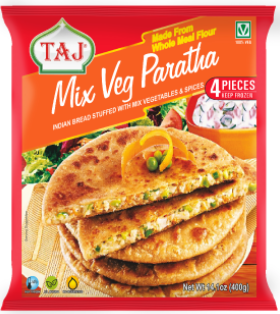 TAJ
Made From
Whole Meal Flour
Mix Veg Paratha
INDIAN BREAD STUFFED WITH MIX VEGETABLES & SPICES
4 PIECES
KEEP FROZEN
(400g)